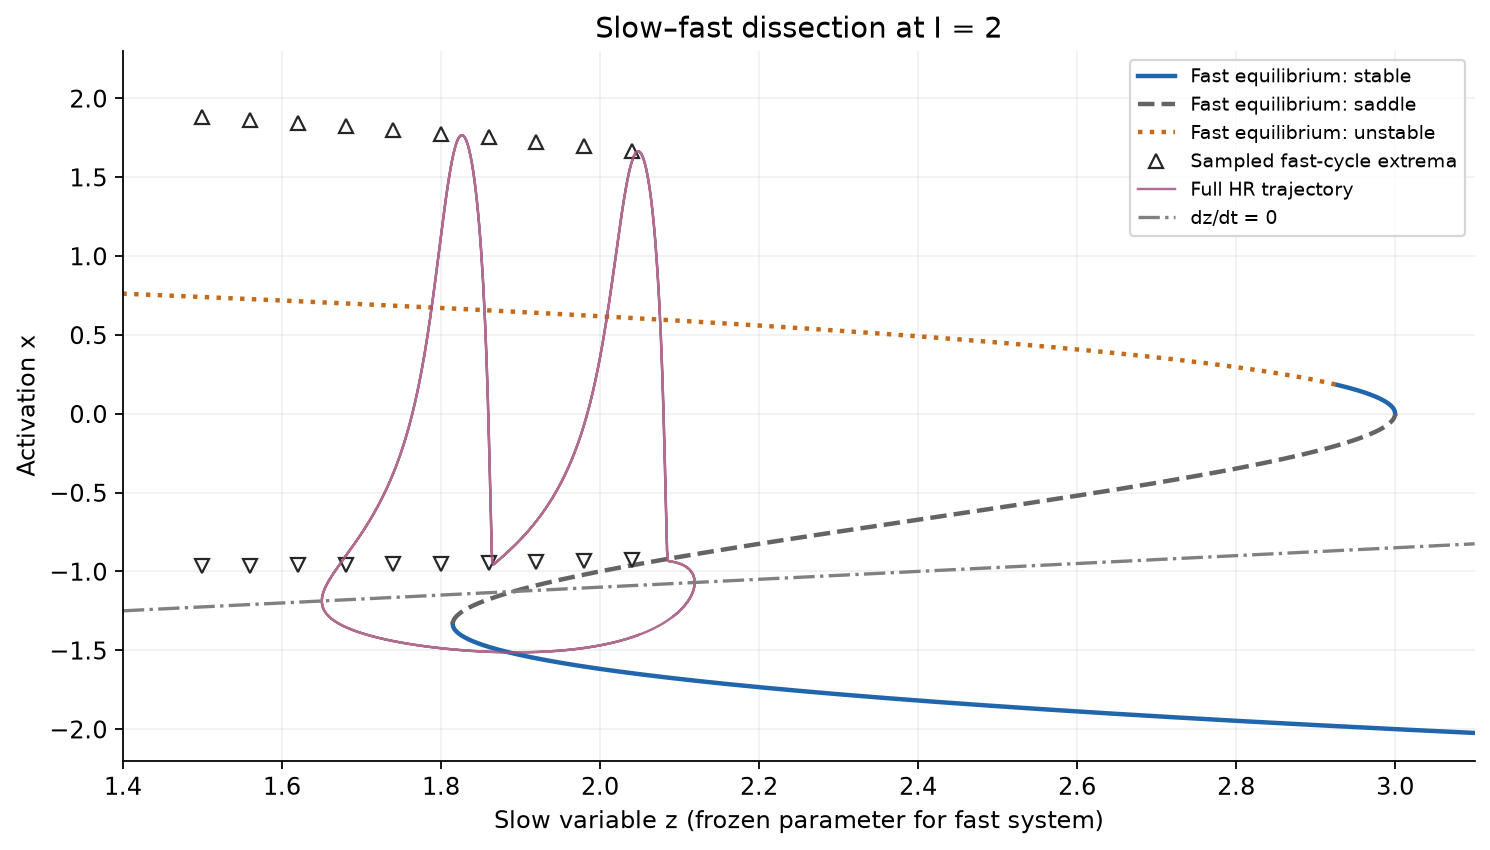 Slow–fast dissection at I = 2
Fast equilibrium: stable
Fast equilibrium: saddle
Fast equilibrium: unstable
Sampled fast-cycle extrema
Full HR trajectory
dz/dt = 0
Activation x
2.0
1.5
1.0
0.5
0.0
−0.5
−1.0
−1.5
−2.0
1.4 1.6 1.8 2.0 2.2 2.4 2.6 2.8 3.0
Slow variable z (frozen parameter for fast system)